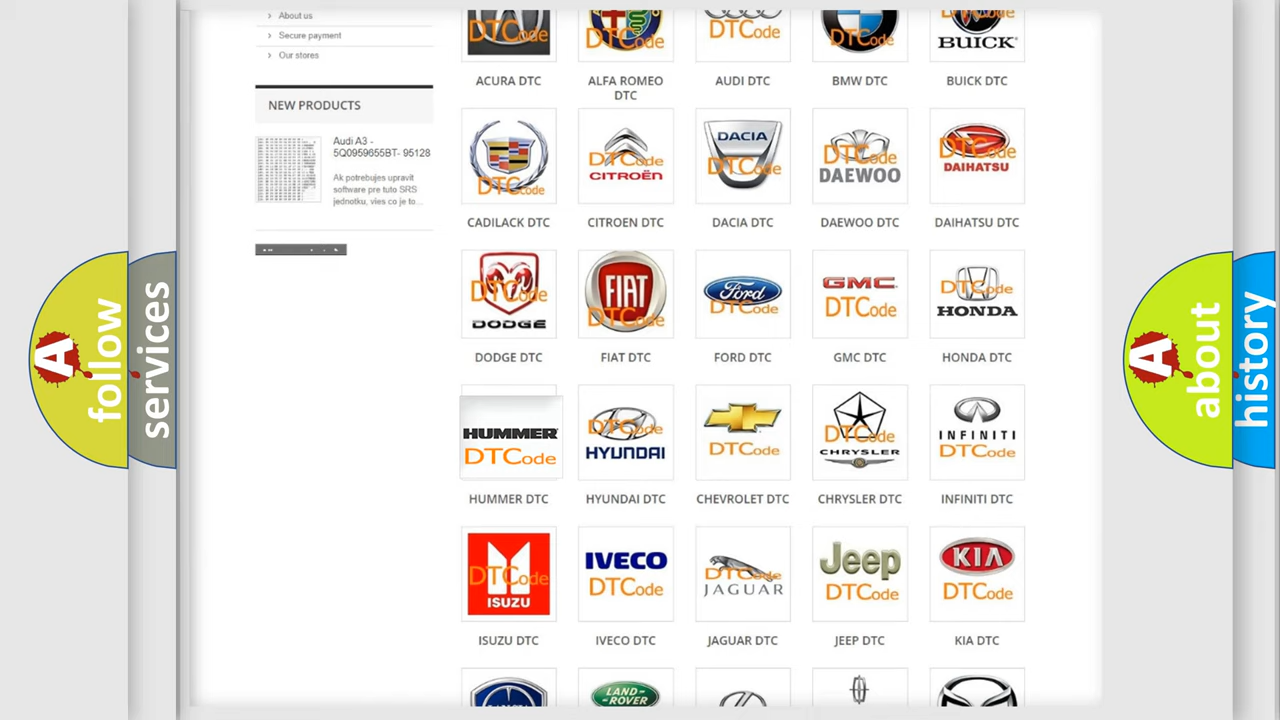 About us
Secure payment
Our stores
NEW PRODUCTS
Audi A3 -
5Q0959655BT- 95128
Ak potrebujes upravit
software pre tuto SRS
jednotku, vies co je to...
DTCode
DTCode
DTCode
DTCode
DTCode
BUICK
ACURA DTC
ALFA ROMEO
DTC
AUDI DTC
BMW DTC
BUICK DTC
DTCode
DTCode
CITROËN
DACIA
DTCode
DTCode
DAEWOO
DTCode
DAIHATSU
CADILACK DTC
CITROEN DTC
DACIA DTC
DAEWOO DTC
DAIHATSU DTC
DTCode
DODGE
FIAT
DTCode
Ford
DTCode
GMC
DTCode
DTCode
HONDA
DODGE DTC
FIAT DTC
FORD DTC
GMC DTC
HONDA DTC
HUMMER
DTCode
DTCode
HYUNDAI
DTCode
DTCode
CHRYSLER
INFINITI
DTCode
HUMMER DTC
HYUNDAI DTC
CHEVROLET DTC
CHRYSLER DTC
INFINITI DTC
DTCode
ISUZU
IVECO
DTCode
DTCode
JAGUAR
Jeep
DTCode
KIA
DTCode
ISUZU DTC
IVECO DTC
JAGUAR DTC
JEEP DTC
KIA DTC
LAND-
ROVER
A follow
services
A about
history